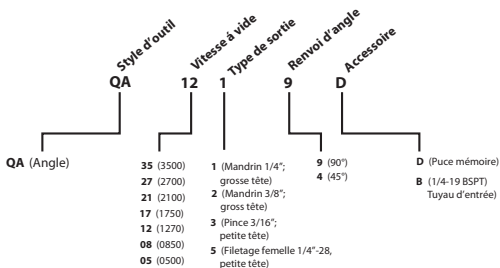 Style d'outil
Vitesse à vide
Type de sortie
Renvoi d'angle
Accessoire
QA 12 1 9 D
QA (Angle)
35 (3500)
27 (2700)
21 (2100)
17 (1750)
12 (1270)
08 (0850)
05 (0500)
1 (Mandrin 1/4";
grosse tête)
2 (Mandrin 3/8";
gross tête)
3 (Pince 3/16";
petite tête)
5 (Filetage femelle 1/4"-28,
petite tête)
9 (90°)
4 (45°)
D (Puce mémoire)
B (1/4-19 BSPT)
Tuyau d'entrée)